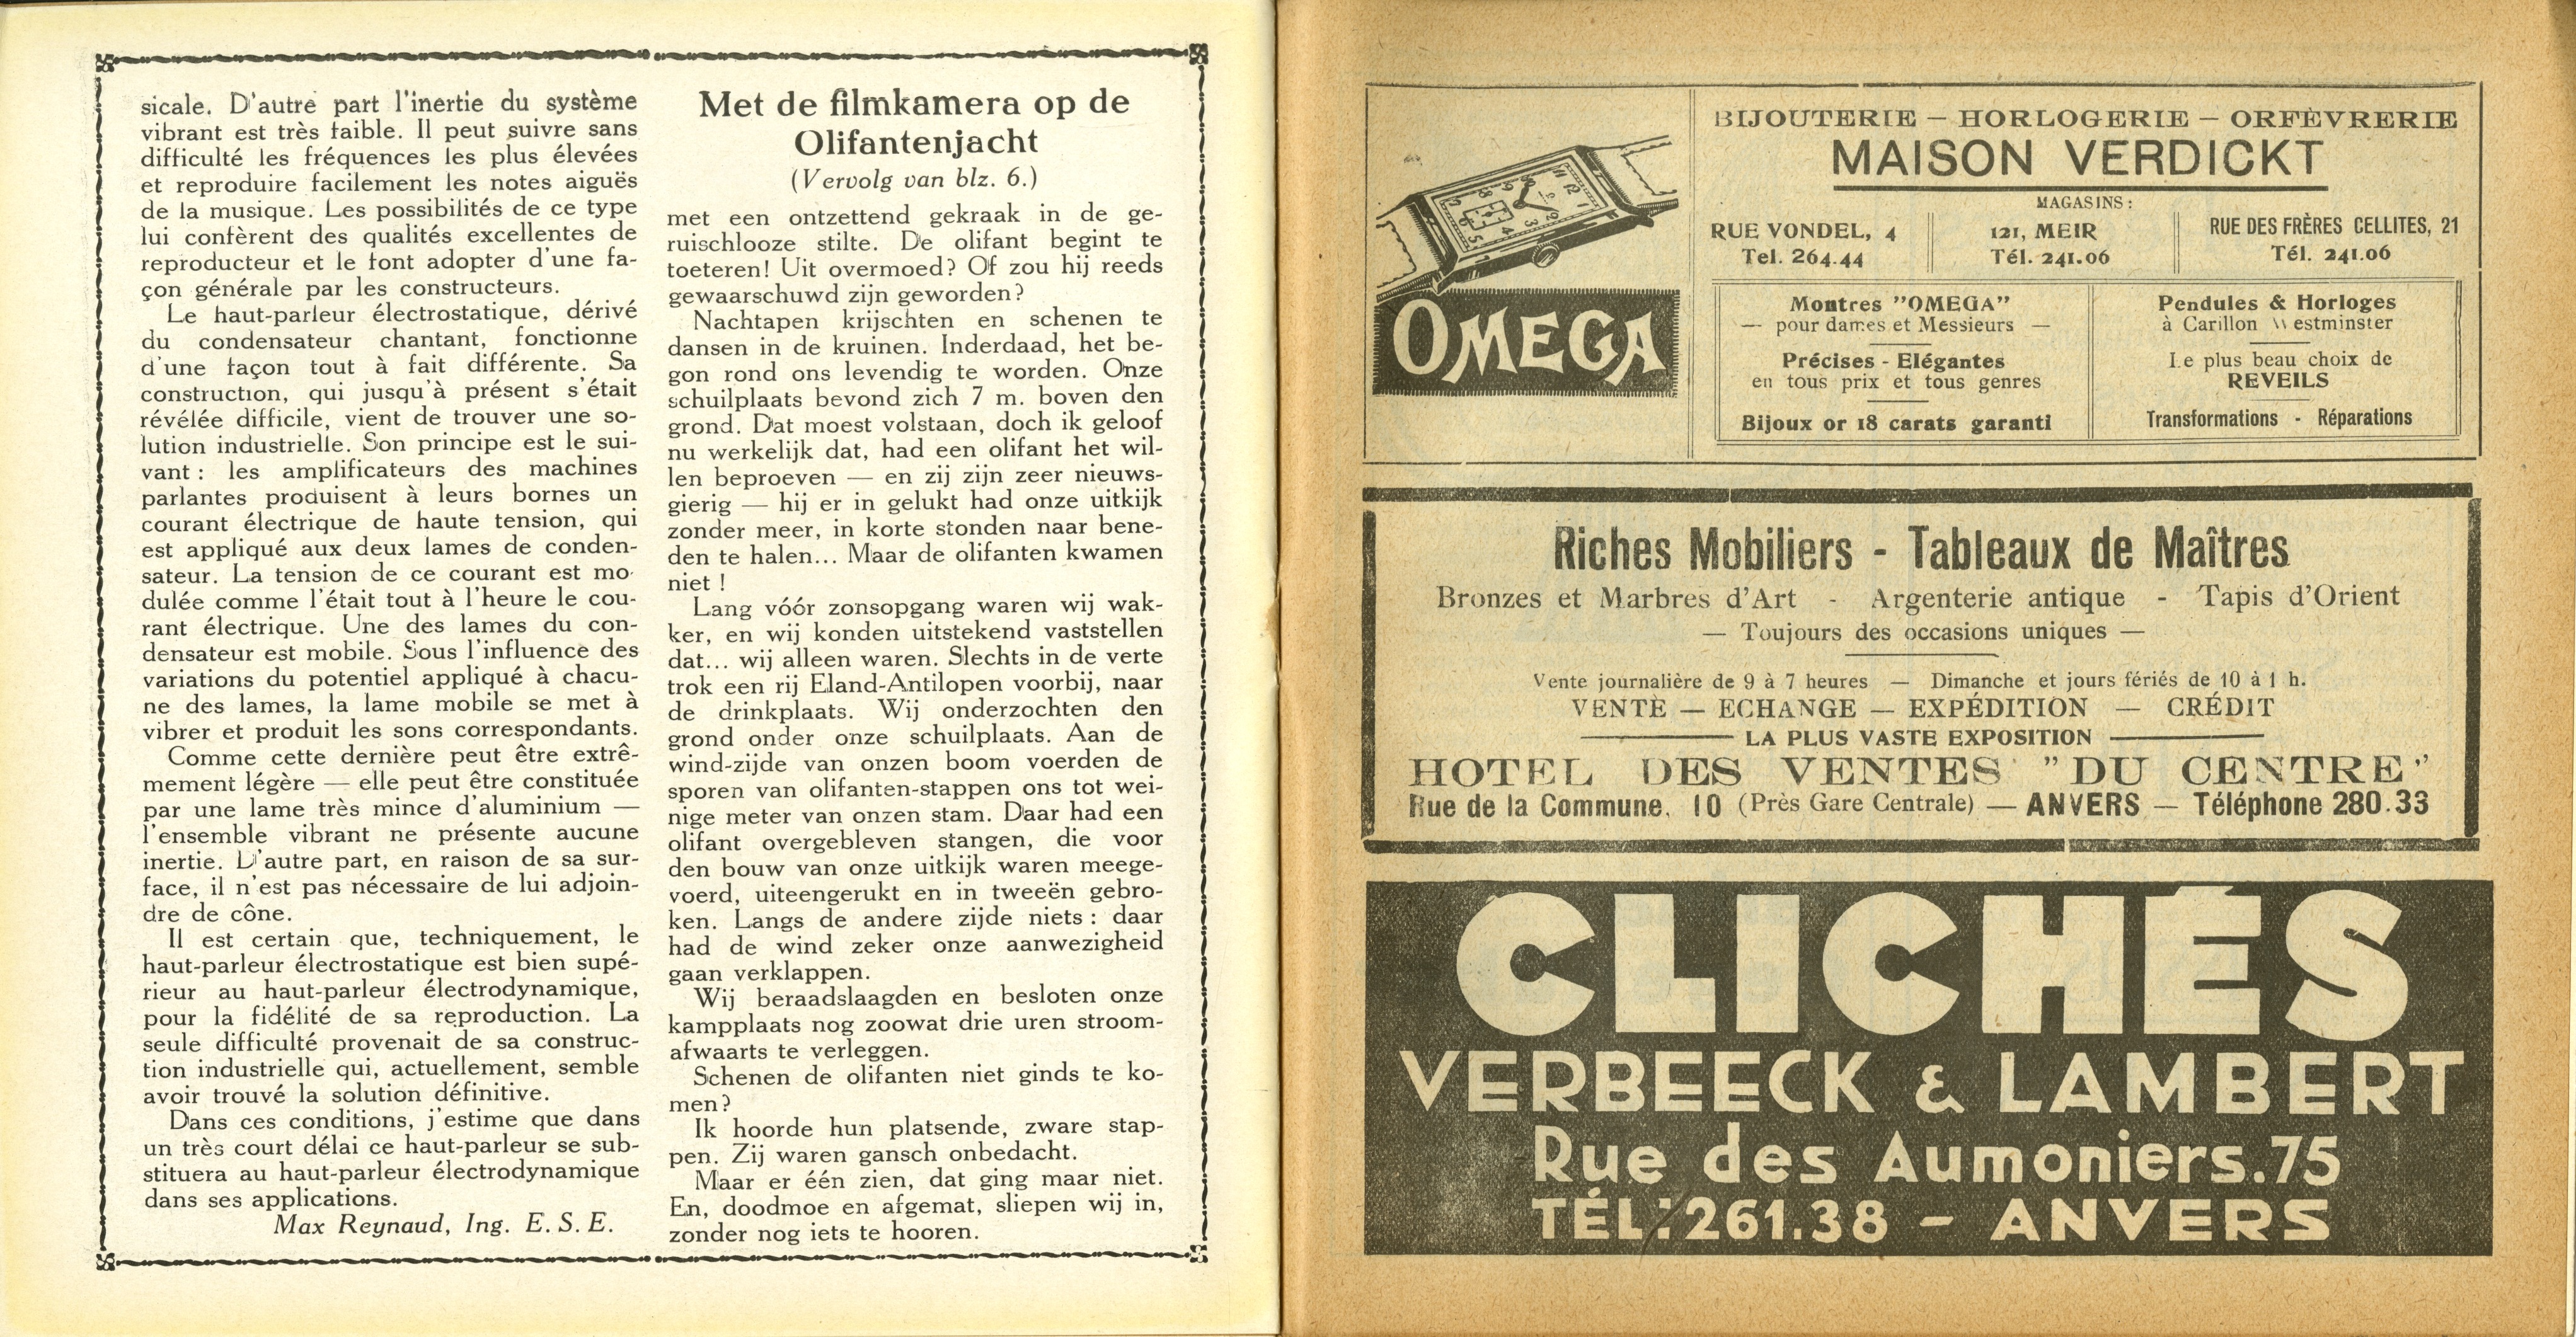 sicale. D'autre part l'inertie du système
vibrant est très faible. Il peut suivre sans
difficulté les fréquences les plus élevées
et reproduire facilement les notes aiguës
de la musique. Les possibilités de ce type
lui confèrent des qualités excellentes de
reproducteur et le font adopter d'une fa-
çon générale par les constructeurs.
Le haut-parleur électrostatique, dérivé
du condensateur chantant, fonctionne
d'une façon tout à fait différente. Sa
construction, qui jusqu'à présent s'était
révélée difficile, vient de trouver une so-
lution industrielle. Son principe est le sui-
vant : les amplificateurs des machines
parlantes produisent à leurs bornes un
courant électrique de haute tension, qui
est appliqué aux deux lames de conden-
sateur. La tension de ce courant est mo-
dulée comme l'était tout à l'heure le cou-
rant électrique. Une des lames du con-
densateur est mobile. Sous l'influence des
variations du potentiel appliqué à chacu-
ne des lames, la lame mobile se met à
vibrer et produit les sons correspondants.
Comme cette dernière peut être extrê-
mement légère — elle peut être constituée
par une lame très mince d'aluminium —
l'ensemble vibrant ne présente aucune
inertie. D'autre part, en raison de sa sur-
face, il n'est pas nécessaire de lui adjoin-
dre de cône.
Il est certain que, techniquement, le
haut-parleur électrostatique est bien supé-
rieur au haut-parleur électrodynamique,
pour la fidélité de sa reproduction. La
seule difficulté provenait de sa construc-
tion industrielle qui, actuellement, semble
avoir trouvé la solution définitive.
Dans ces conditions, j'estime que dans
un très court délai ce haut-parleur se sub-
stituera au haut-parleur électrodynamique
dans ses applications.
Max Reynaud, Ing. E. S. E.
Met de filmkamera op de
Olifantenjacht
(Vervolg van blz. 6.)
met een ontzettend gekraak in de ge-
ruischlooze stilte. De olifant begint te
toeteren! Uit overmoed? Of zou hij reeds
gewaarschuwd zijn geworden?
Nachtapen krijschten en schenen te
dansen in de kruinen. Inderdaad, het be-
gon rond ons levendig te worden. Onze
schuilplaats bevond zich 7 m. boven den
grond. Dat moest volstaan, doch ik geloof
nu werkelijk dat, had een olifant het wil-
len beproeven — en zij zijn zeer nieuws-
gierig — hij er in gelukt had onze uitkijk
zonder meer, in korte stonden naar bene-
den te halen... Maar de olifanten kwamen
niet !
Lang vóór zonsopgang waren wij wak-
ker, en wij konden uitstekend vaststellen
dat... wij alleen waren. Slechts in de verte
trok een rij Eland-Antilopen voorbij, naar
de drinkplaats. Wij onderzochten den
grond onder onze schuilplaats. Aan de
wind-zijde van onzen boom voerden de
sporen van olifanten-stappen ons tot wei-
nige meter van onzen stam. Daar had een
olifant overgebleven stangen, die voor
den bouw van onze uitkijk waren meege-
voerd, uiteengerukt en in tweeën gebro-
ken. Langs de andere zijde niets : daar
had de wind zeker onze aanwezigheid
gaan verklappen.
Wij beraadslaagden en besloten onze
kampplaats nog zoowat drie uren stroom-
afwaarts te verleggen.
Schenen de olifanten niet ginds te ko-
men?
Ik hoorde hun platsende, zware stap-
pen. Zij waren gansch onbedacht.
Maar er één zien, dat ging maar niet.
En, doodmoe en afgemat, sliepen wij in,
zonder nog iets te hooren.
OMEGA
BIJOUTERIE — HORLOGERIE — ORFÈVRERIE
MAISON VERDICKT
MAGASINS :
RUE VONDEL, 4
Tel. 264.44
121, MEIR
Tél. 241.06
RUE DES FRÈRES CELLITES, 21
Tél. 241.06
Montres "OMEGA"
— pour dames et Messieurs —
Précises - Elégantes
en tous prix et tous genres
Bijoux or 18 carats garanti
Pendules & Horloges
à Carillon Westminster
Le plus beau choix de
REVEILS
Transformations - Réparations
Riches Mobiliers - Tableaux de Maîtres
Bronzes et Marbres d'Art - Argenterie antique - Tapis d'Orient
— Toujours des occasions uniques —
Vente journalière de 9 à 7 heures — Dimanche et jours fériés de 10 à 1 h.
VENTE — ECHANGE — EXPÉDITION — CRÉDIT
LA PLUS VASTE EXPOSITION
HOTEL DES VENTES "DU CENTRE"
Rue de la Commune, 10 (Près Gare Centrale) — ANVERS — Téléphone 280.33
CLICHÉS
VERBEECK & LAMBERT
Rue des Aumoniers.75
TÉL: 261.38 - ANVERS